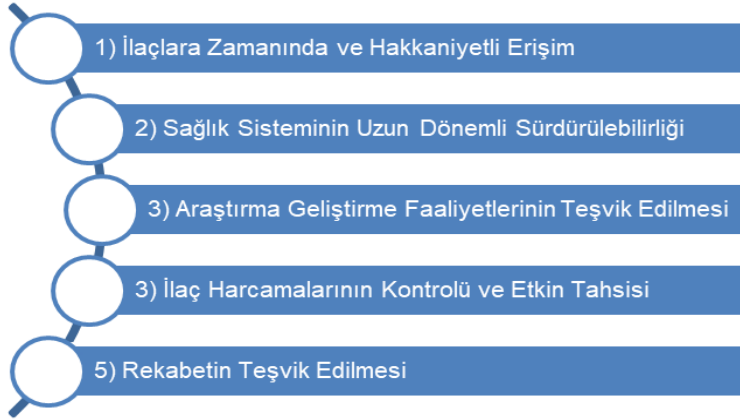 1) İlaçlara Zamanında ve Hakkaniyetli Erişim
2) Sağlık Sisteminin Uzun Dönemli Sürdürülebilirliği
3) Araştırma Geliştirme Faaliyetlerinin Teşvik Edilmesi
3) İlaç Harcamalarının Kontrolü ve Etkin Tahsisi
5) Rekabetin Teşvik Edilmesi